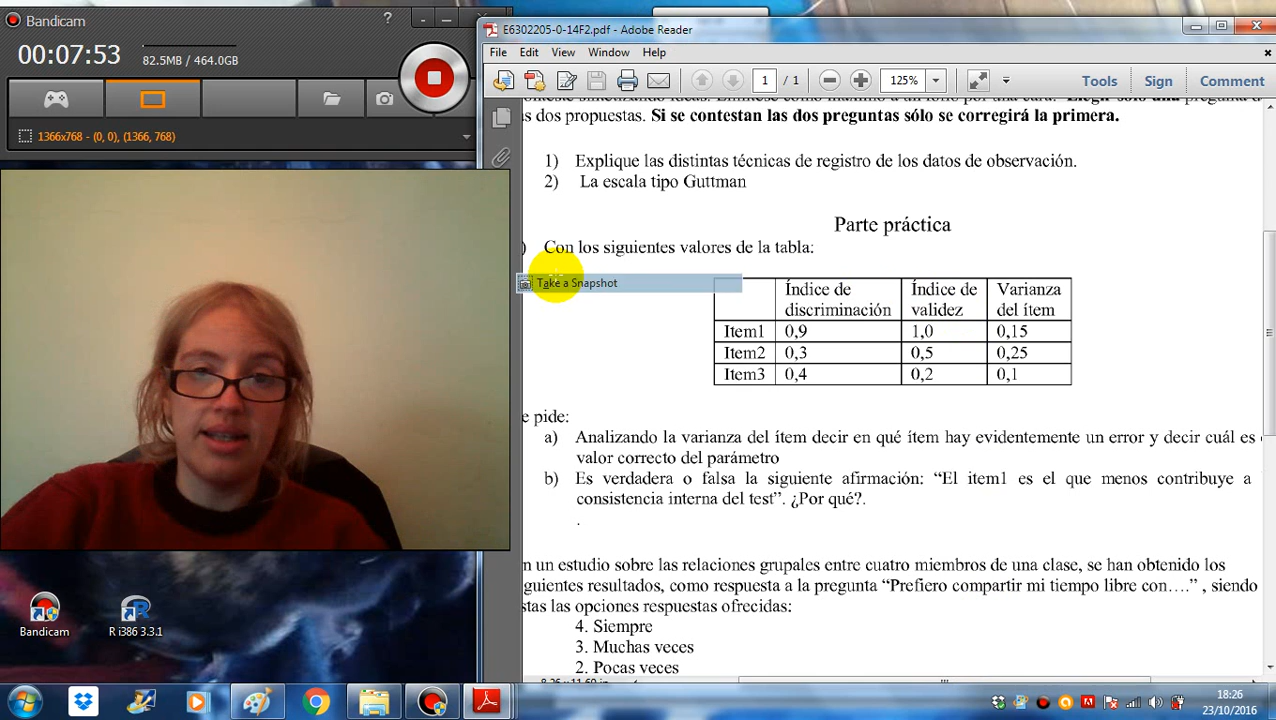 Bandicam
?
00:07:53
82.5MB / 464.0GB
1366x768 - (0, 0), (1366, 768)
E6302205-0-14F2.pdf - Adobe Reader
File Edit View Window Help
1 / 1 125% Tools Sign Comment
as dos propuestas. Si se contestan las dos preguntas sólo se corregirá la primera.
1) Explique las distintas técnicas de registro de los datos de observación.
2) La escala tipo Guttman
Parte práctica
) Con los siguientes valores de la tabla:
Take a Snapshot
Índice de discriminación Índice de validez Varianza del ítem
Item1 0,9 1,0 0,15
Item2 0,3 0,5 0,25
Item3 0,4 0,2 0,1
e pide:
a) Analizando la varianza del ítem decir en qué ítem hay evidentemente un error y decir cuál es
valor correcto del parámetro
b) Es verdadera o falsa la siguiente afirmación: “El item1 es el que menos contribuye a
consistencia interna del test”. ¿Por qué?.
.
n un estudio sobre las relaciones grupales entre cuatro miembros de una clase, se han obtenido los
guientes resultados, como respuesta a la pregunta “Prefiero compartir mi tiempo libre con….” , siendo
stas las opciones respuestas ofrecidas:
4. Siempre
3. Muchas veces
2. Pocas veces
Bandicam
R i386 3.3.1
18:26
23/10/2016